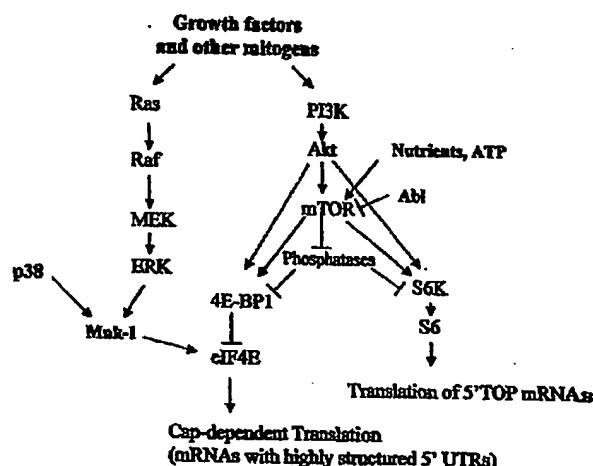 Growth factors
and other mitogens
Ras
PI3K
Raf
Akt
Nutrients, ATP
Abl
mTOR
MEK
Phosphatases
p38
ERK
4E-BP1
S6K
Mnk-1
S6
eIF4E
Translation of 5'TOP mRNAs
Cap-dependent Translation
(mRNAs with highly structured 5' UTRs)